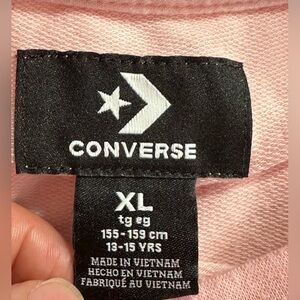 CONVERSE
XL
tg eg
155-159 cm
13-15 YRS
MADE IN VIETNAM
HECHO EN VIETNAM
FABRIQUÉ AU VIETNAM